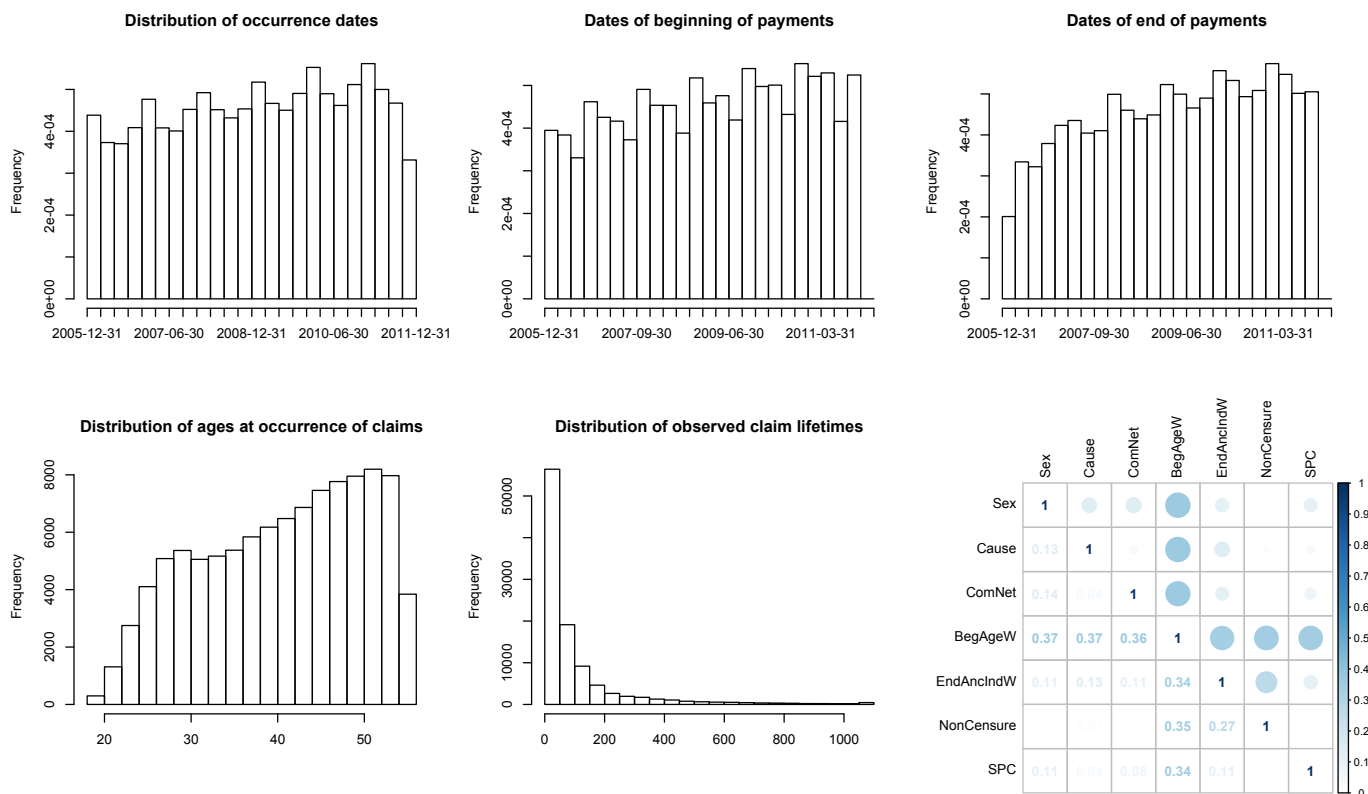 Distribution of occurrence dates
Frequency
0e+00 2e-04 4e-04
2005-12-31 2007-06-30 2008-12-31 2010-06-30 2011-12-31
Dates of beginning of payments
Frequency
0e+00 2e-04 4e-04
2005-12-31 2007-09-30 2009-06-30 2011-03-31
Dates of end of payments
Frequency
0e+00 2e-04 4e-04
2005-12-31 2007-09-30 2009-06-30 2011-03-31
Distribution of ages at occurrence of claims
Frequency
0 2000 4000 6000 8000
20 30 40 50
Distribution of observed claim lifetimes
Frequency
0 10000 30000 50000
0 200 400 600 800 1000
Sex Cause ComNet BegAgeW EndAncIndW NonCensure SPC
Sex 1
Cause 0.13 1
ComNet 0.14 0.04 1
BegAgeW 0.37 0.37 0.36 1
EndAncIndW 0.11 0.13 0.11 0.34 1
NonCensure 0.35 0.27 1
SPC 0.11 0.04 0.08 0.34 0.11 1
1
0.9
0.8
0.7
0.6
0.5
0.4
0.3
0.2
0.1
0